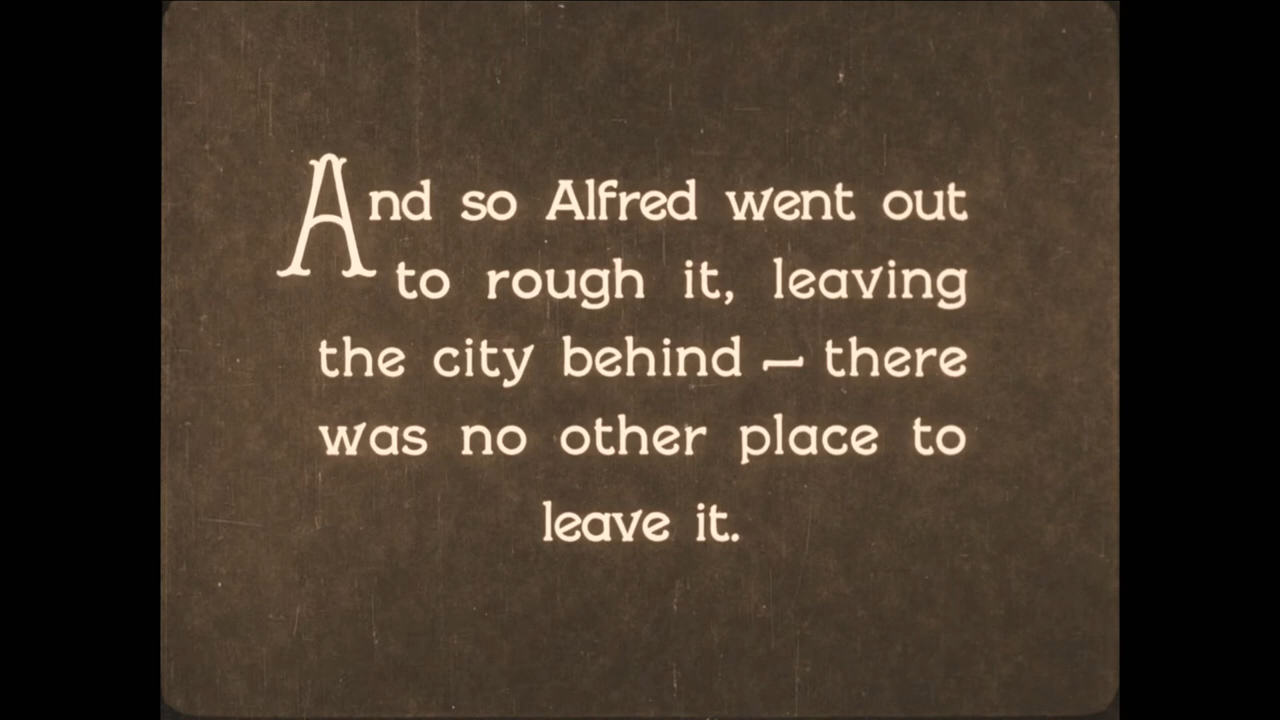 And so Alfred went out
to rough it, leaving
the city behind — there
was no other place to
leave it.